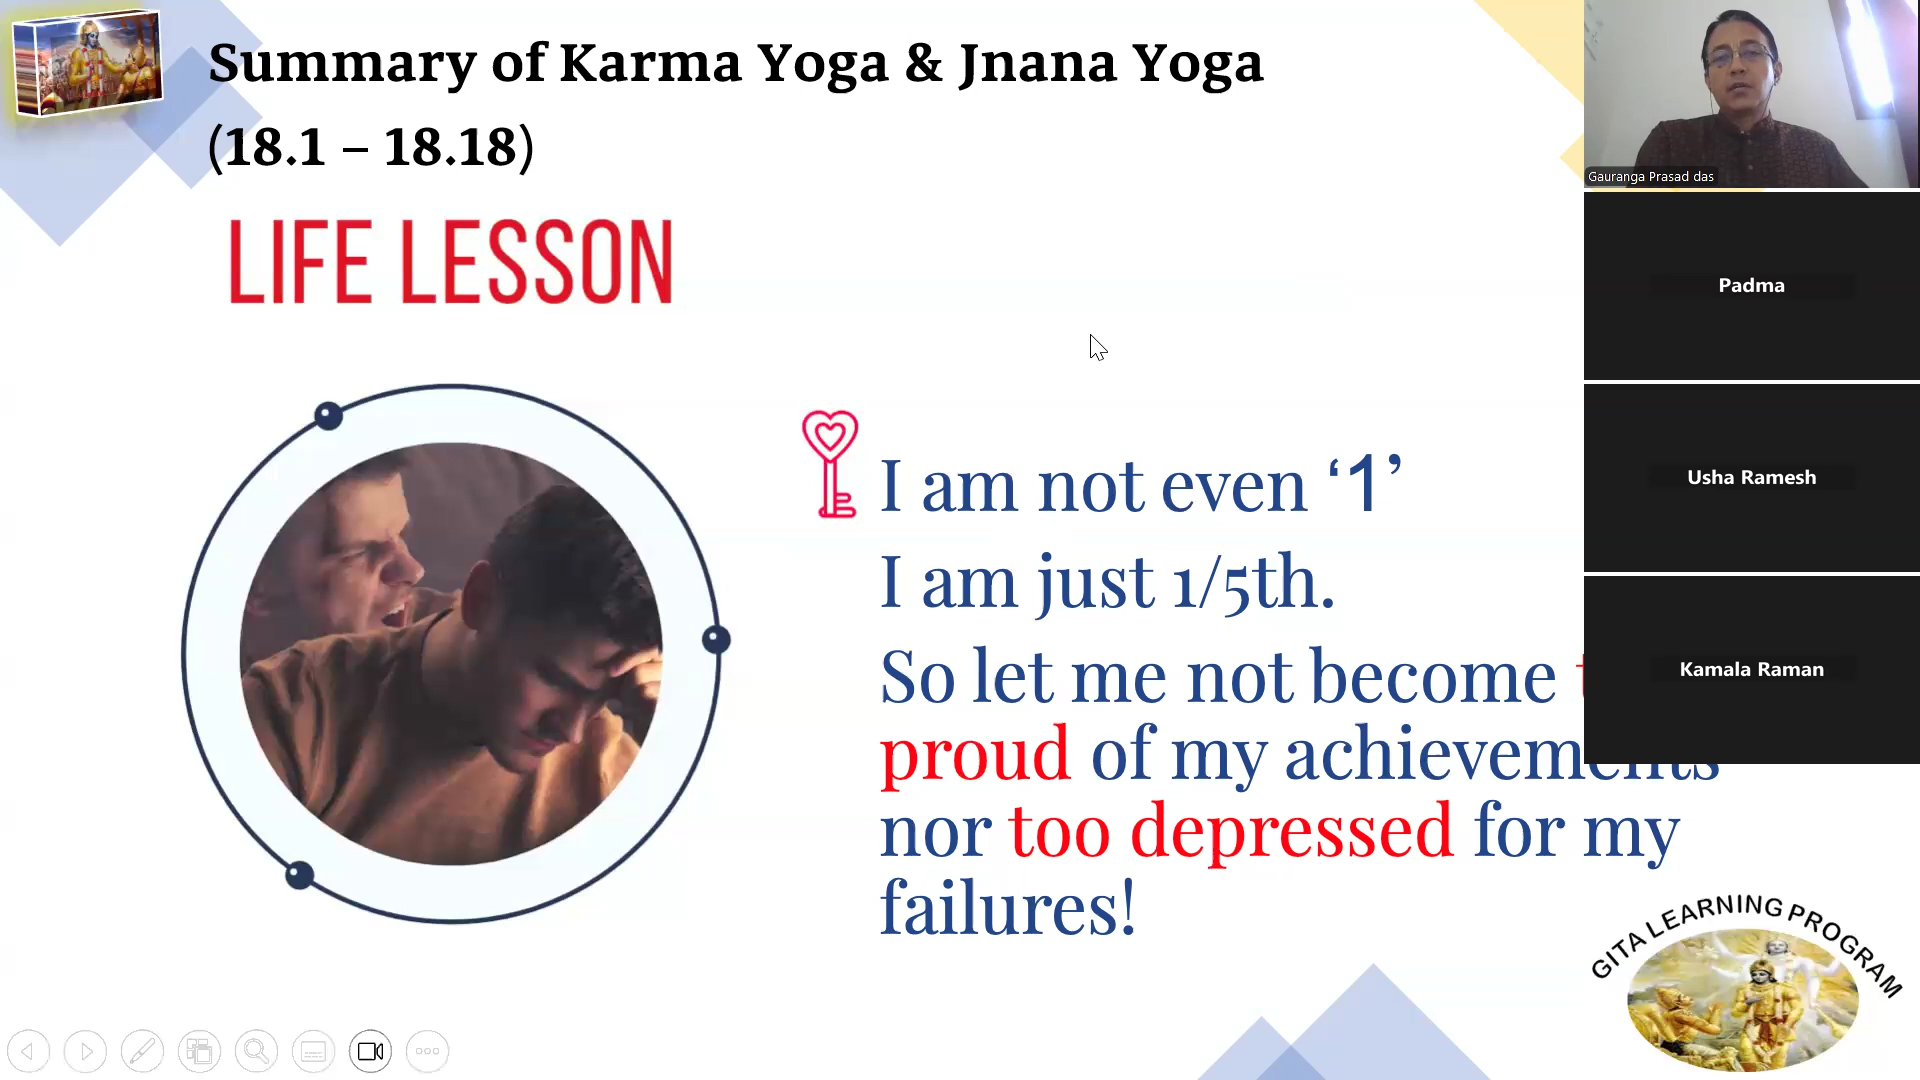 Summary of Karma Yoga & Jnana Yoga
(18.1 – 18.18)
LIFE LESSON
I am not even ‘1’
I am just 1/5th.
So let me not become
proud of my achievements
nor too depressed for my
failures!
Gauranga Prasad das
Padma
Usha Ramesh
Kamala Raman
GITA LEARNING PROGRAM